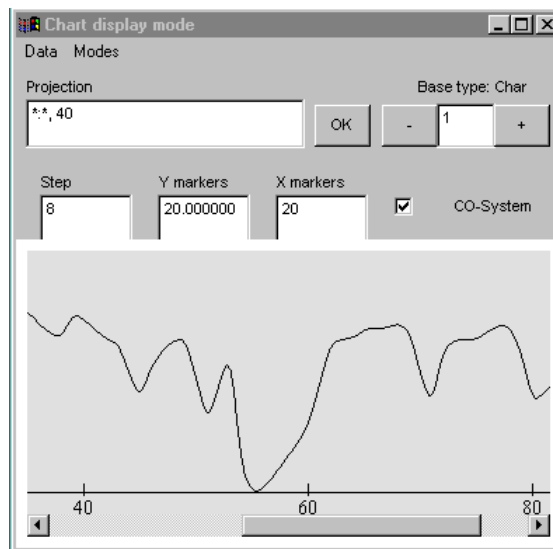 Chart display mode
Data Modes
Projection Base type: Char
*:*, 40 OK - 1 +
Step Y markers X markers
8 20.000000 20 CO-System
40 60 80